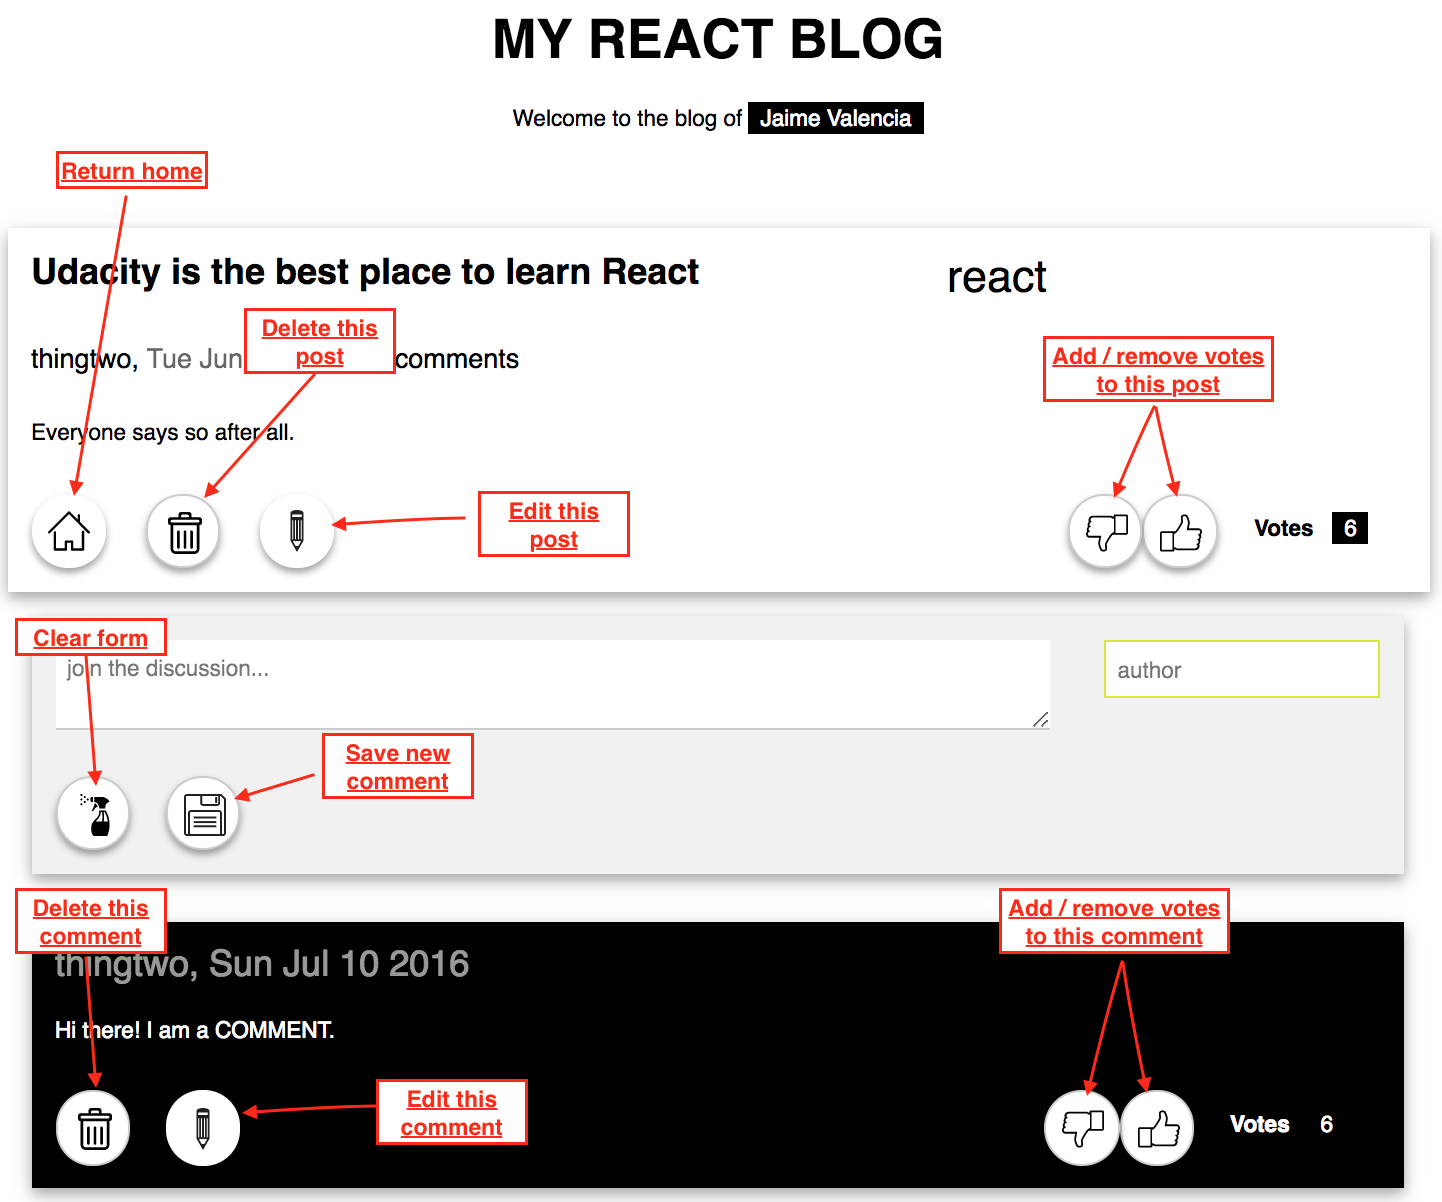 MY REACT BLOG
Welcome to the blog of Jaime Valencia
Return home
Udacity is the best place to learn React
react
Delete this
post
thingtwo, Tue Jun comments
Add / remove votes
to this post
Everyone says so after all.
Edit this
post
Votes 6
Clear form
join the discussion...
author
Save new
comment
Delete this
comment
Add / remove votes
to this comment
thingtwo, Sun Jul 10 2016
Hi there! I am a COMMENT.
Edit this
comment
Votes 6